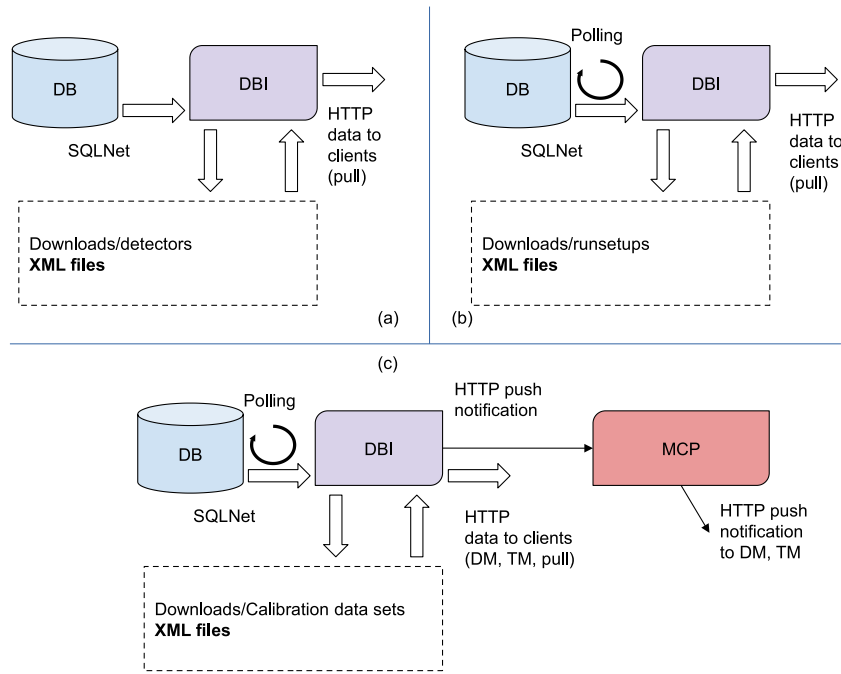 DB
DBI
SQLNet
HTTP
data to
clients
(pull)
Downloads/detectors
XML files
(a)
Polling
DB
DBI
SQLNet
HTTP
data to
clients
(pull)
Downloads/runsetups
XML files
(b)
(c)
Polling
DB
DBI
SQLNet
HTTP push
notification
MCP
HTTP
data to clients
(DM, TM, pull)
HTTP push
notification
to DM, TM
Downloads/Calibration data sets
XML files